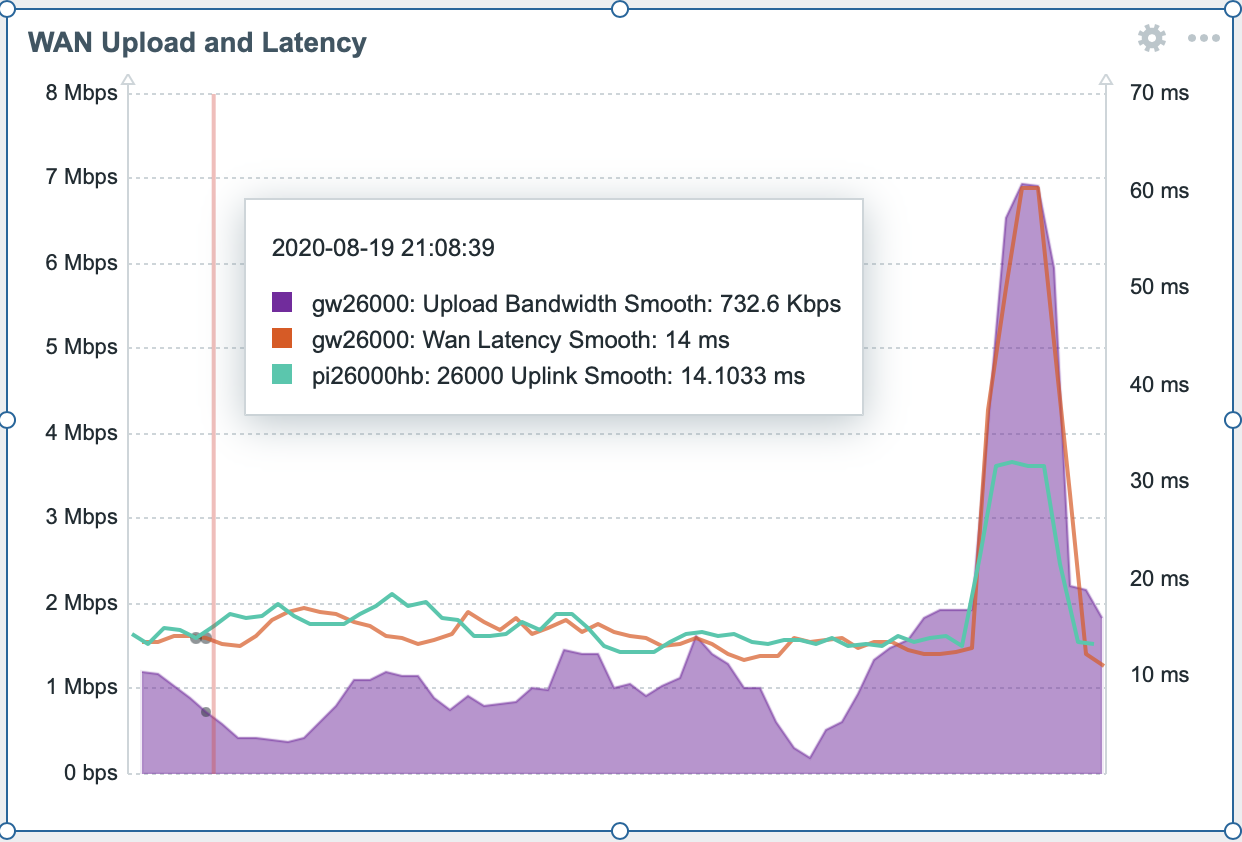 WAN Upload and Latency
8 Mbps
70 ms
7 Mbps
60 ms
6 Mbps
50 ms
5 Mbps
40 ms
4 Mbps
30 ms
3 Mbps
20 ms
2 Mbps
10 ms
1 Mbps
0 bps
2020-08-19 21:08:39
gw26000: Upload Bandwidth Smooth: 732.6 Kbps
gw26000: Wan Latency Smooth: 14 ms
pi26000hb: 26000 Uplink Smooth: 14.1033 ms